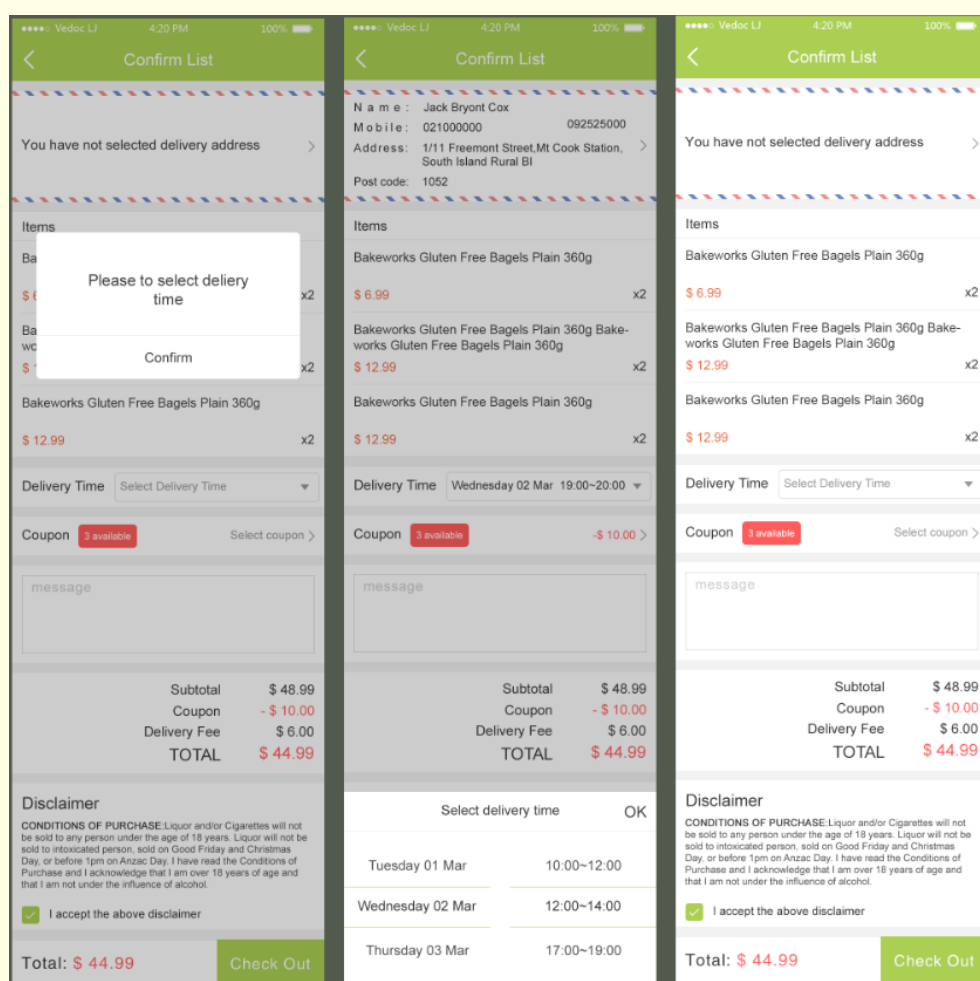 Vedoc LJ 4:20 PM 100%
Confirm List
You have not selected delivery address
Items
Ba
$ 6
x2
Ba
wo
$ 1
x2
Please to select deliery
time
Confirm
Bakeworks Gluten Free Bagels Plain 360g
$ 12.99 x2
Delivery Time Select Delivery Time
Coupon 3 available Select coupon
message
Subtotal $ 48.99
Coupon - $ 10.00
Delivery Fee $ 6.00
TOTAL $ 44.99
Disclaimer
CONDITIONS OF PURCHASE:Liquor and/or Cigarettes will not
be sold to any person under the age of 18 years. Liquor will not be
sold to intoxicated person, sold on Good Friday and Christmas
Day, or before 1pm on Anzac Day. I have read the Conditions of
Purchase and I acknowledge that I am over 18 years of age and
that I am not under the influence of alcohol.
I accept the above disclaimer
Total: $ 44.99 Check Out
Vedoc LJ 4:20 PM 100%
Confirm List
Name: Jack Bryont Cox
Mobile: 021000000 092525000
Address: 1/11 Freemont Street,Mt Cook Station,
South Island Rural BI
Post code: 1052
Items
Bakeworks Gluten Free Bagels Plain 360g
$ 6.99 x2
Bakeworks Gluten Free Bagels Plain 360g Bake-
works Gluten Free Bagels Plain 360g
$ 12.99 x2
Bakeworks Gluten Free Bagels Plain 360g
$ 12.99 x2
Delivery Time Wednesday 02 Mar 19:00~20:00
Coupon 3 available -$ 10.00
message
Subtotal $ 48.99
Coupon - $ 10.00
Delivery Fee $ 6.00
TOTAL $ 44.99
Select delivery time OK
Tuesday 01 Mar 10:00~12:00
Wednesday 02 Mar 12:00~14:00
Thursday 03 Mar 17:00~19:00
Vedoc LJ 4:20 PM 100%
Confirm List
You have not selected delivery address
Items
Bakeworks Gluten Free Bagels Plain 360g
$ 6.99 x2
Bakeworks Gluten Free Bagels Plain 360g Bake-
works Gluten Free Bagels Plain 360g
$ 12.99 x2
Bakeworks Gluten Free Bagels Plain 360g
$ 12.99 x2
Delivery Time Select Delivery Time
Coupon 3 available Select coupon
message
Subtotal $ 48.99
Coupon - $ 10.00
Delivery Fee $ 6.00
TOTAL $ 44.99
Disclaimer
CONDITIONS OF PURCHASE:Liquor and/or Cigarettes will not
be sold to any person under the age of 18 years. Liquor will not be
sold to intoxicated person, sold on Good Friday and Christmas
Day, or before 1pm on Anzac Day. I have read the Conditions of
Purchase and I acknowledge that I am over 18 years of age and
that I am not under the influence of alcohol.
I accept the above disclaimer
Total: $ 44.99 Check Out